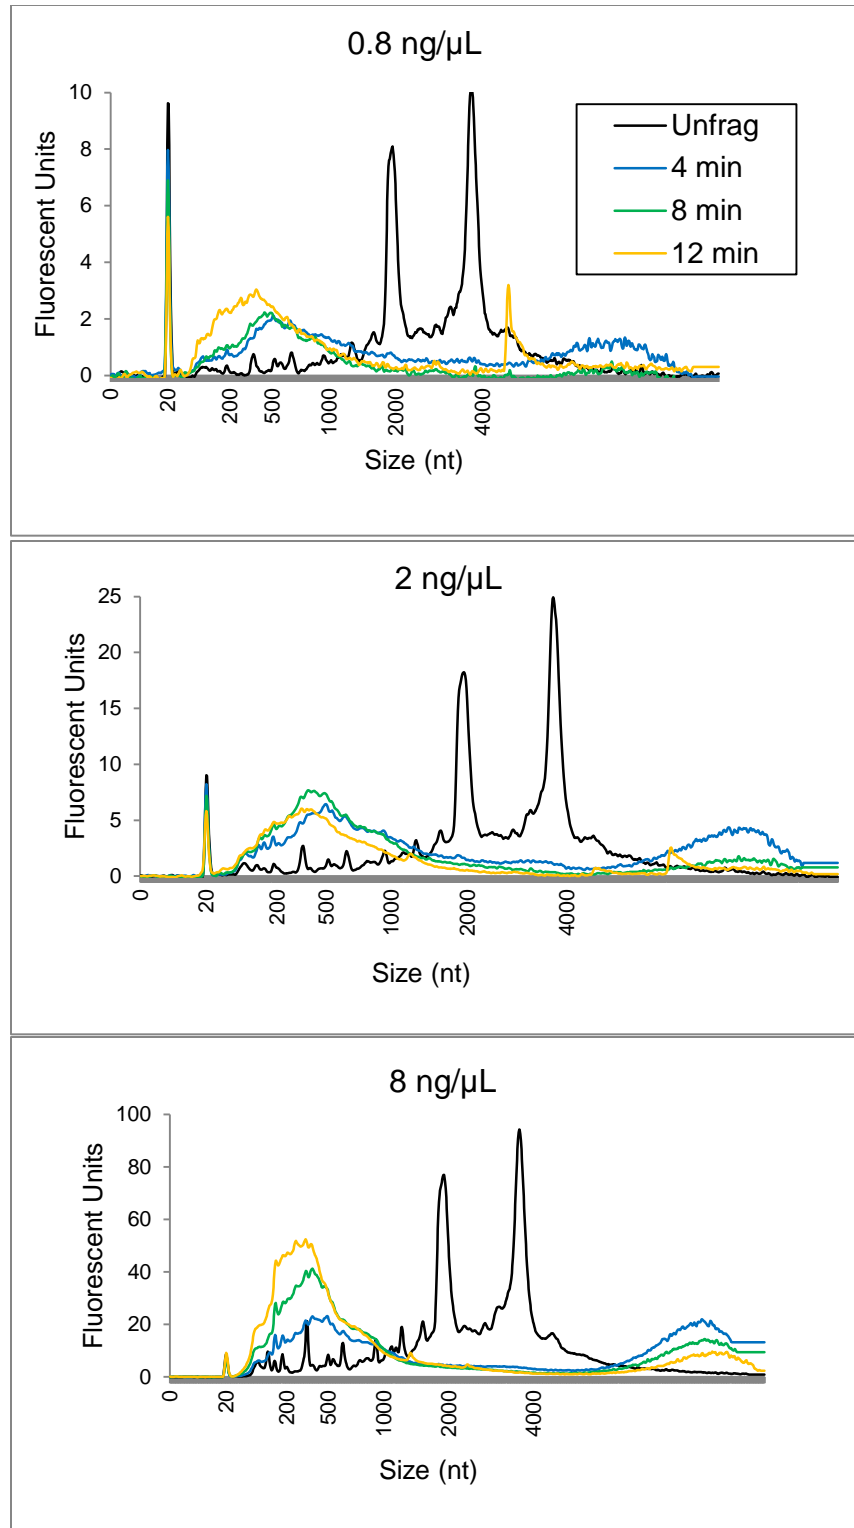 0.8 ng/µL
10
8
6
4
2
0
Fluorescent Units
Unfrag
4 min
8 min
12 min
0 20 200 500 1000 2000 4000
Size (nt)
2 ng/µL
25
20
15
10
5
0
Fluorescent Units
0 20 200 500 1000 2000 4000
Size (nt)
8 ng/µL
100
80
60
40
20
0
Fluorescent Units
0 20 200 500 1000 2000 4000
Size (nt)